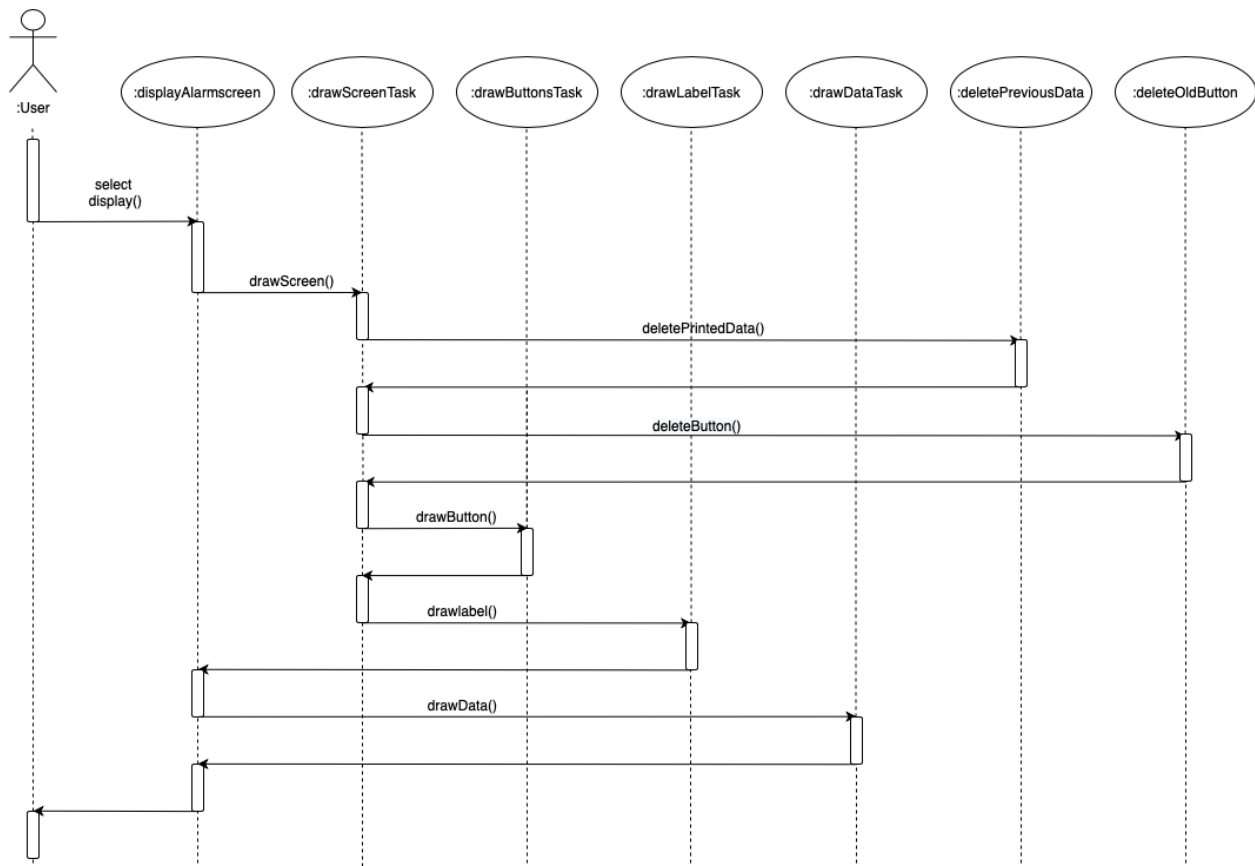 :User
:displayAlarmscreen
:drawScreenTask
:drawButtonsTask
:drawLabelTask
:drawDataTask
:deletePreviousData
:deleteOldButton
select
display()
drawScreen()
deletePrintedData()
deleteButton()
drawButton()
drawlabel()
drawData()